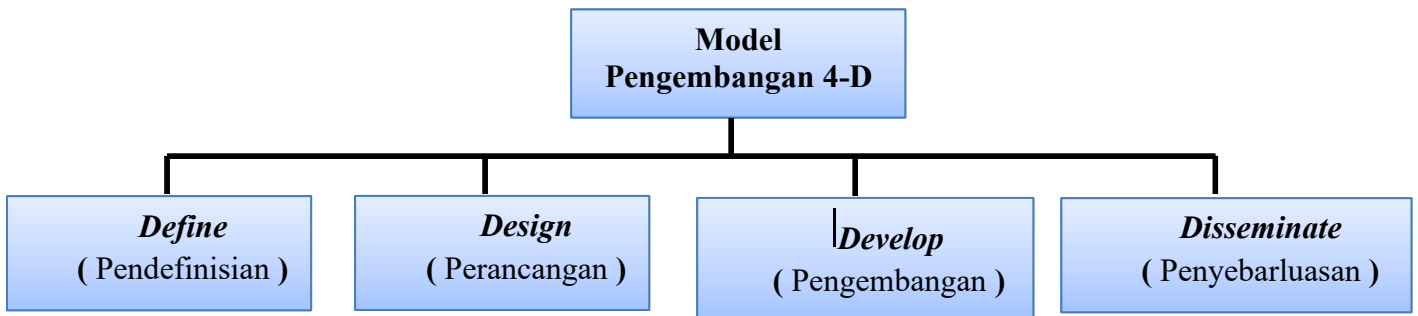 Model
Pengembangan 4-D
Define
( Pendefinisian )
Design
( Perancangan )
Develop
( Pengembangan )
Disseminate
( Penyebarluasan )